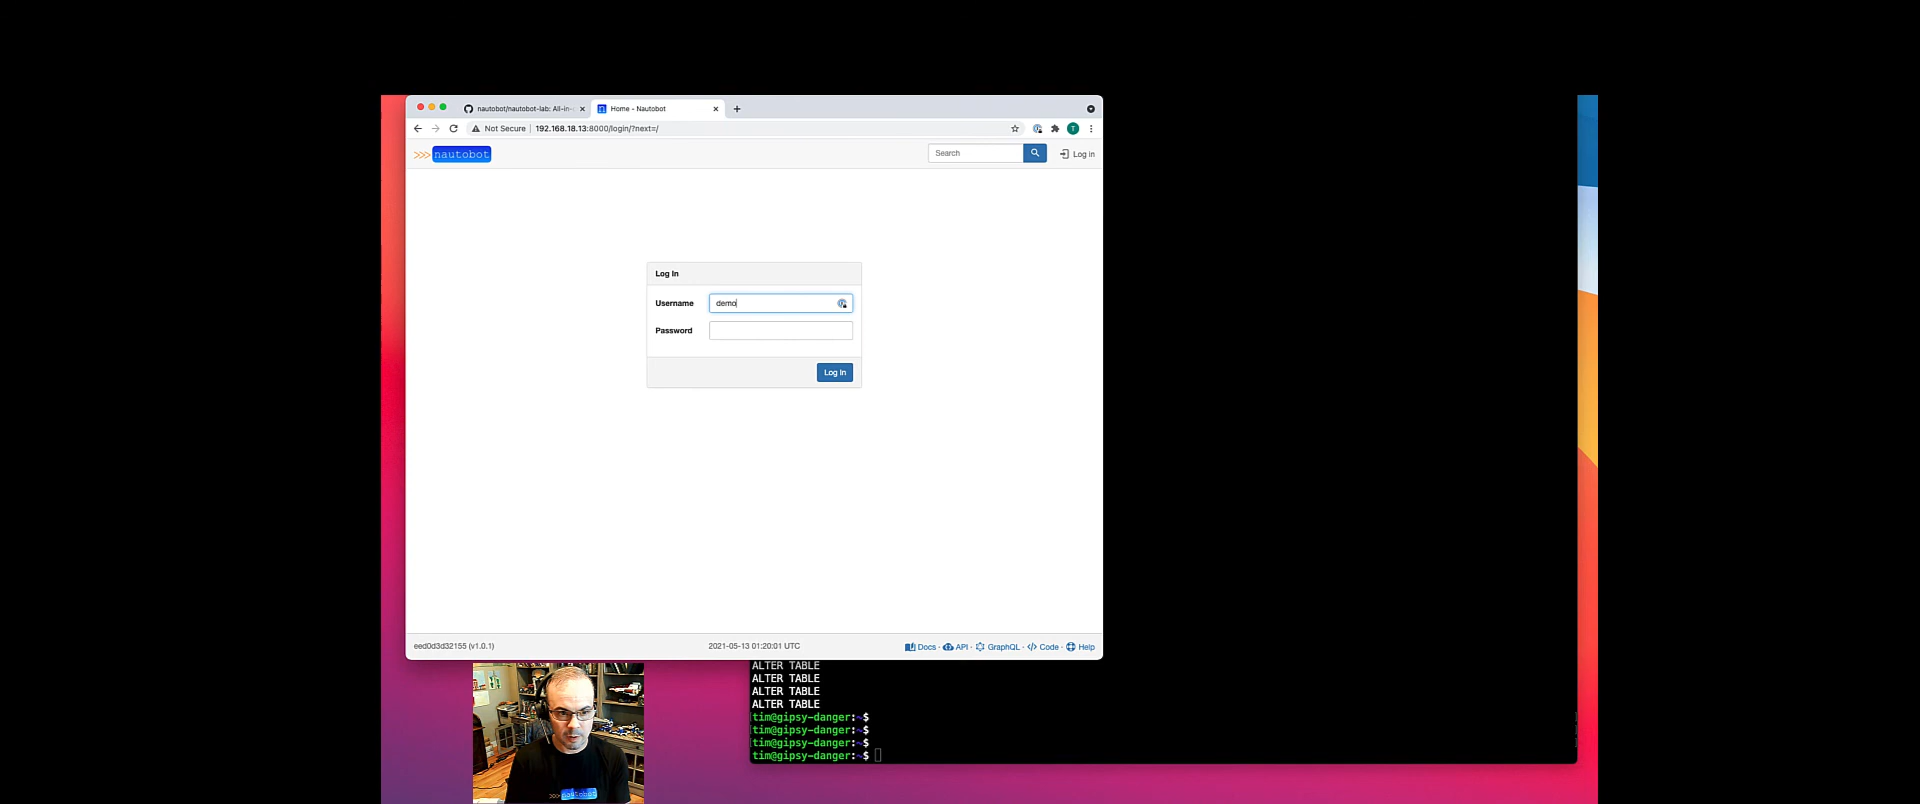 nautobot/nautobot-lab: All-in-
Home - Nautobot
Not Secure | 192.168.18.13:8000/login/?next=/
T
>>> nautobot
Search
Log in
Log In
Username
demo
Password
Log In
eed0d3d32155 (v1.0.1)
2021-05-13 01:20:01 UTC
Docs · API · GraphQL · Code · Help
ALTER TABLE
ALTER TABLE
ALTER TABLE
ALTER TABLE
tim@gipsy-danger:~$
tim@gipsy-danger:~$
tim@gipsy-danger:~$
tim@gipsy-danger:~$
>>> nautobot